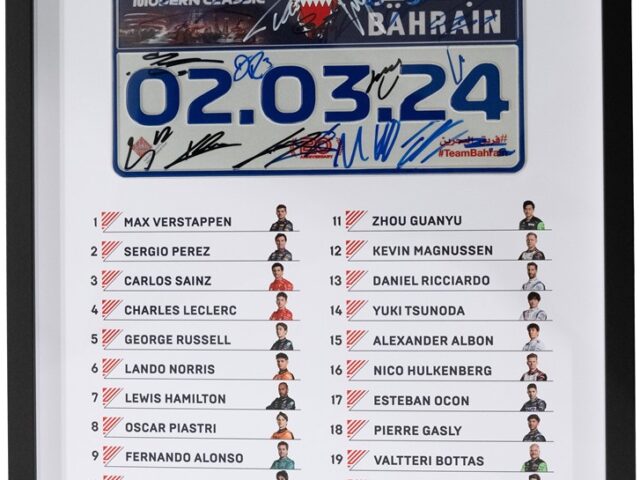 MODERN CLASSIC
BAHRAIN
02.03.24
ANNIVERSARY
#فريق_البحرين
#TeamBahrain
1 MAX VERSTAPPEN
2 SERGIO PEREZ
3 CARLOS SAINZ
4 CHARLES LECLERC
5 GEORGE RUSSELL
6 LANDO NORRIS
7 LEWIS HAMILTON
8 OSCAR PIASTRI
9 FERNANDO ALONSO
11 ZHOU GUANYU
12 KEVIN MAGNUSSEN
13 DANIEL RICCIARDO
14 YUKI TSUNODA
15 ALEXANDER ALBON
16 NICO HULKENBERG
17 ESTEBAN OCON
18 PIERRE GASLY
19 VALTTERI BOTTAS